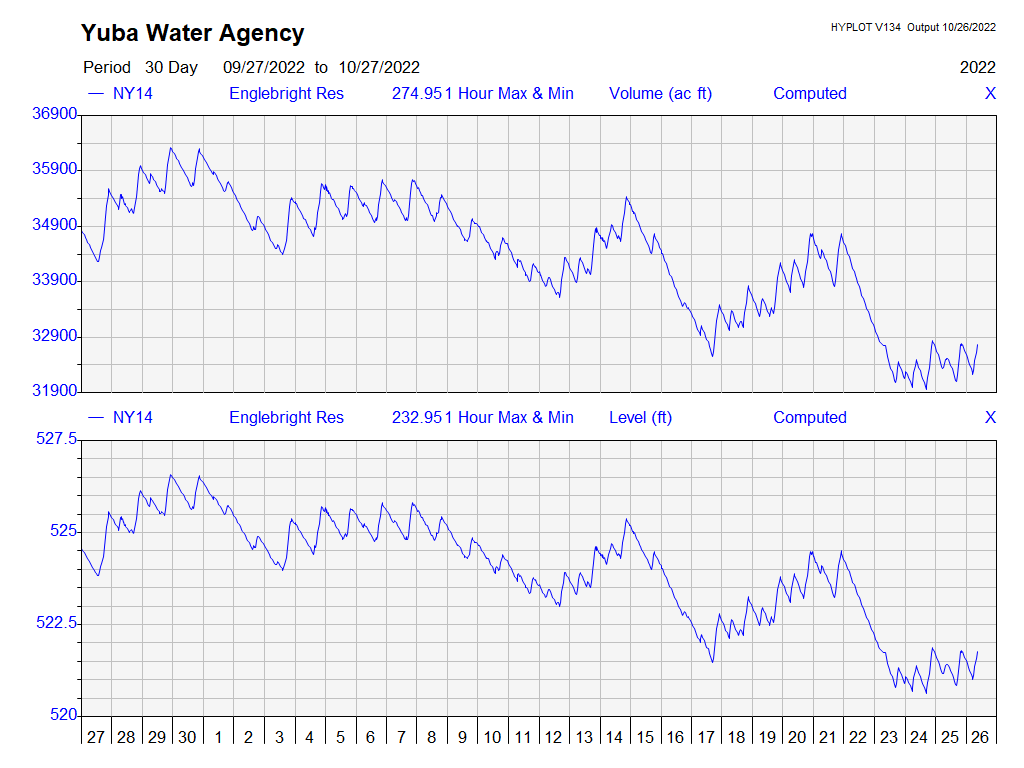 Yuba Water Agency
HYPLOT V134 Output 10/26/2022
Period 30 Day 09/27/2022 to 10/27/2022 2022
NY14 Englebright Res 274.951 Hour Max & Min Volume (ac ft) Computed X
36900
35900
34900
33900
32900
31900
NY14 Englebright Res 232.951 Hour Max & Min Level (ft) Computed X
527.5
525
522.5
520
27 28 29 30 1 2 3 4 5 6 7 8 9 10 11 12 13 14 15 16 17 18 19 20 21 22 23 24 25 26